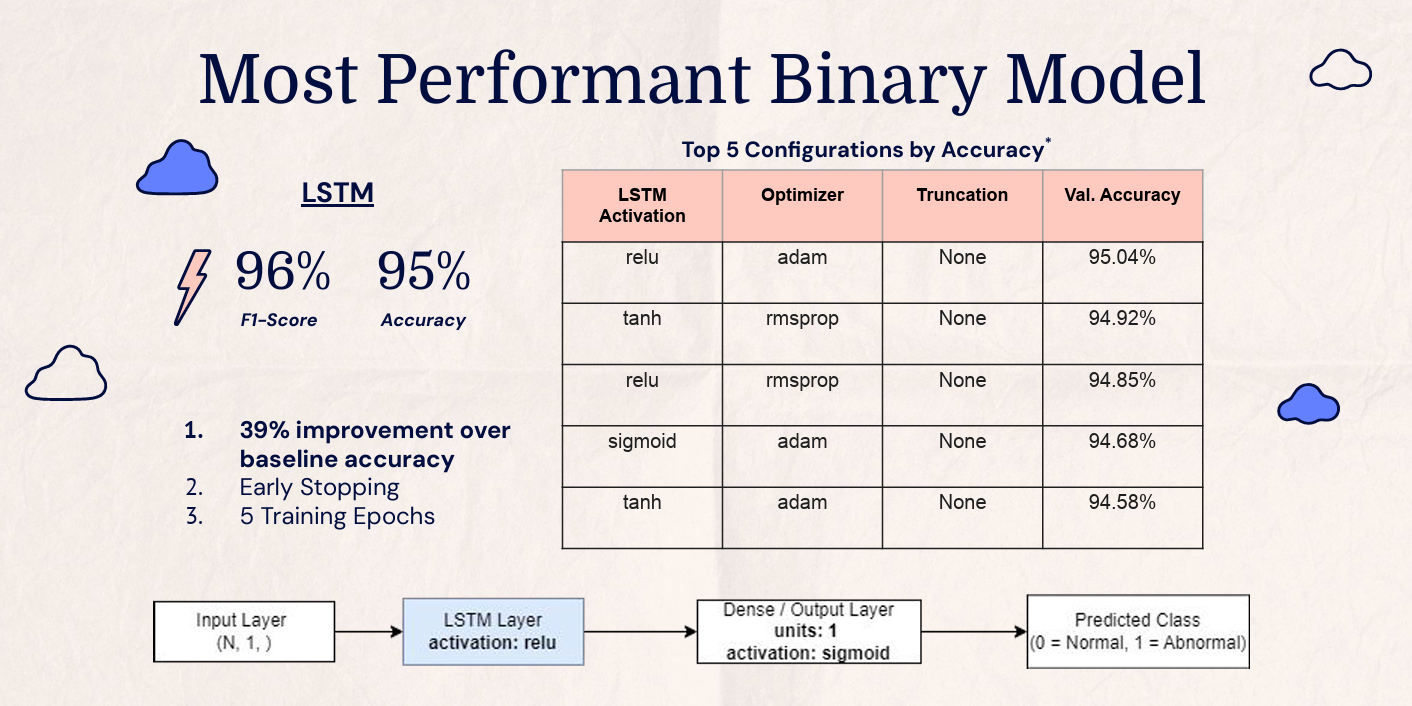 Most Performant Binary Model
LSTM
96%
95%
F1-Score
Accuracy
1. 39% improvement over
baseline accuracy
2. Early Stopping
3. 5 Training Epochs
Top 5 Configurations by Accuracy*
LSTM
Activation
Optimizer
Truncation
Val. Accuracy
relu adam None 95.04%
tanh rmsprop None 94.92%
relu rmsprop None 94.85%
sigmoid adam None 94.68%
tanh adam None 94.58%
Input Layer
(N, 1, )
LSTM Layer
activation: relu
Dense / Output Layer
units: 1
activation: sigmoid
Predicted Class
(0 = Normal, 1 = Abnormal)